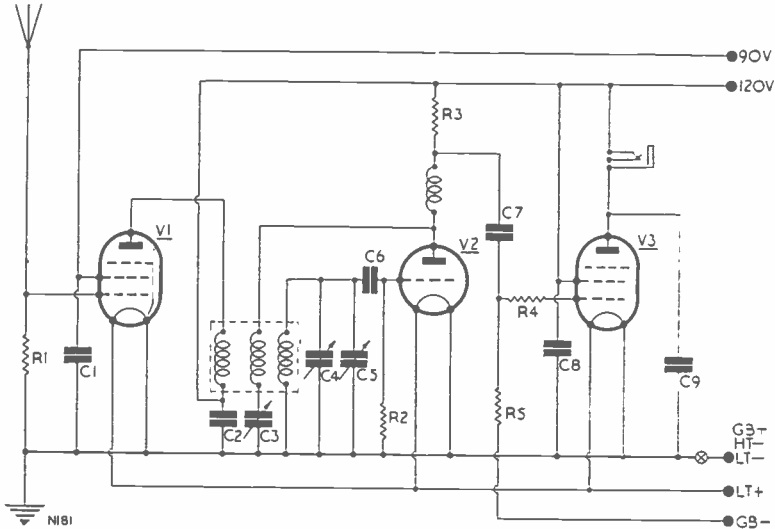 90V
120V
R3
C7
V1
C6
V2
V3
R4
R1
C1
C4
C5
C8
C9
C2
C3
R2
R5
GB+
HT-
LT-
LT+
GB-
N181